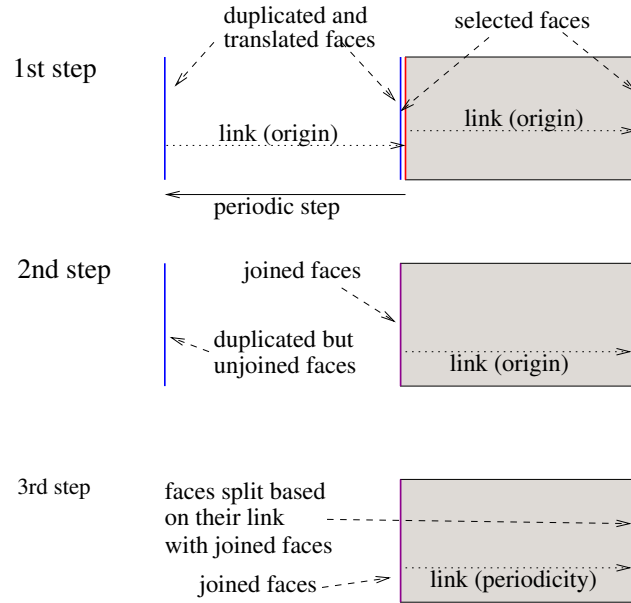 duplicated and
translated faces
selected faces
1st step
link (origin)
link (origin)
periodic step
2nd step
joined faces
duplicated but
unjoined faces
link (origin)
3rd step
faces split based
on their link
with joined faces
joined faces
link (periodicity)